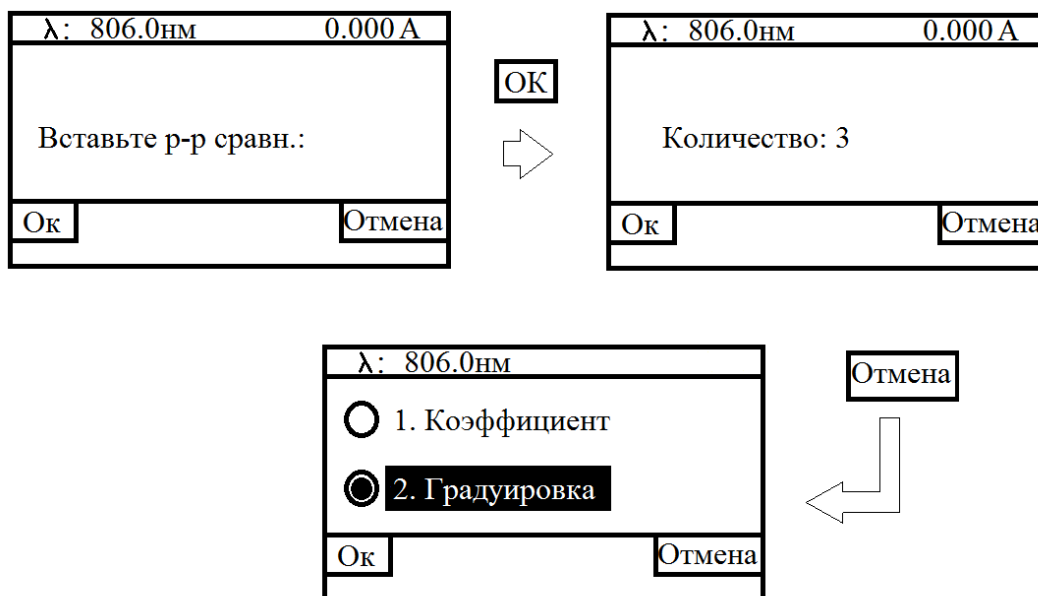 λ: 806.0нм 0.000 А
Вставьте р-р сравн.:
Ок Отмена
ОК
λ: 806.0нм 0.000 А
Количество: 3
Ок Отмена
Отмена
λ: 806.0нм
1. Коэффициент
2. Градуировка
Ок Отмена